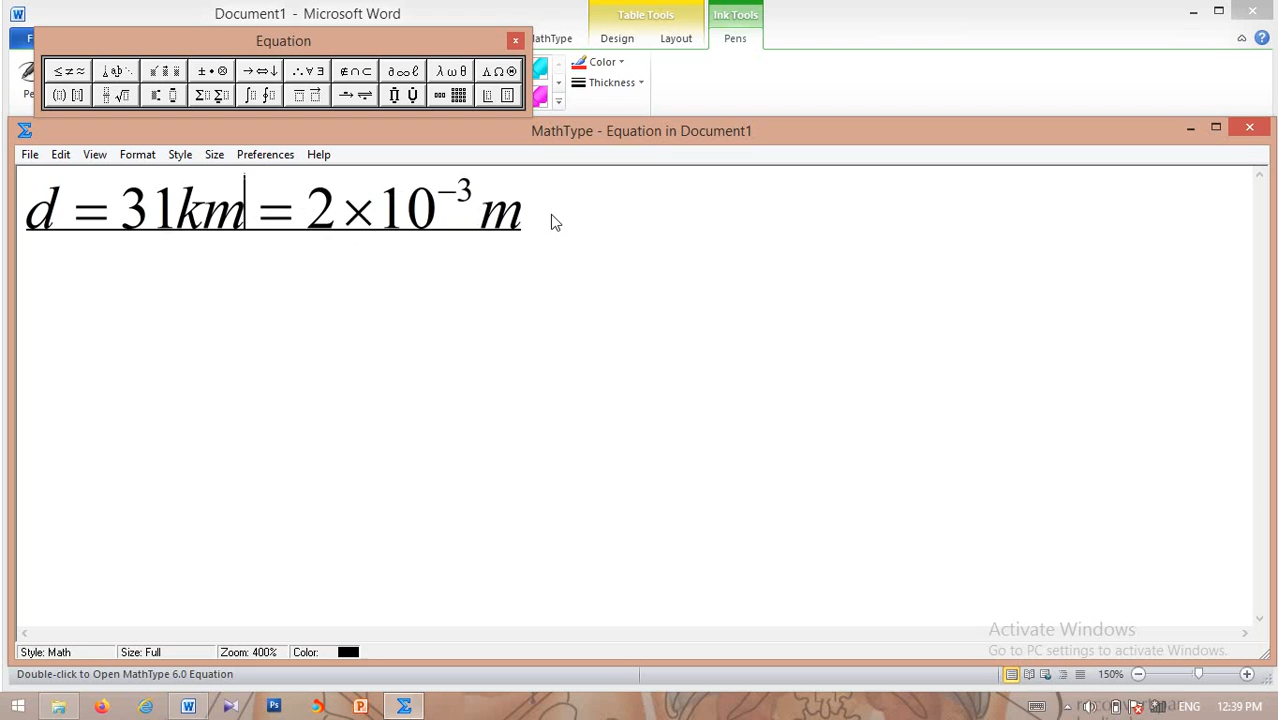 Document1 - Microsoft Word
Table Tools
Ink Tools
Equation
MathType
Design
Layout
Pens
Color
Thickness
MathType - Equation in Document1
File Edit View Format Style Size Preferences Help
d = 31km = 2×10⁻³ m
Activate Windows
Go to PC settings to activate Windows.
Style: Math Size: Full Zoom: 400% Color:
Double-click to Open MathType 6.0 Equation
150%
ENG 12:39 PM